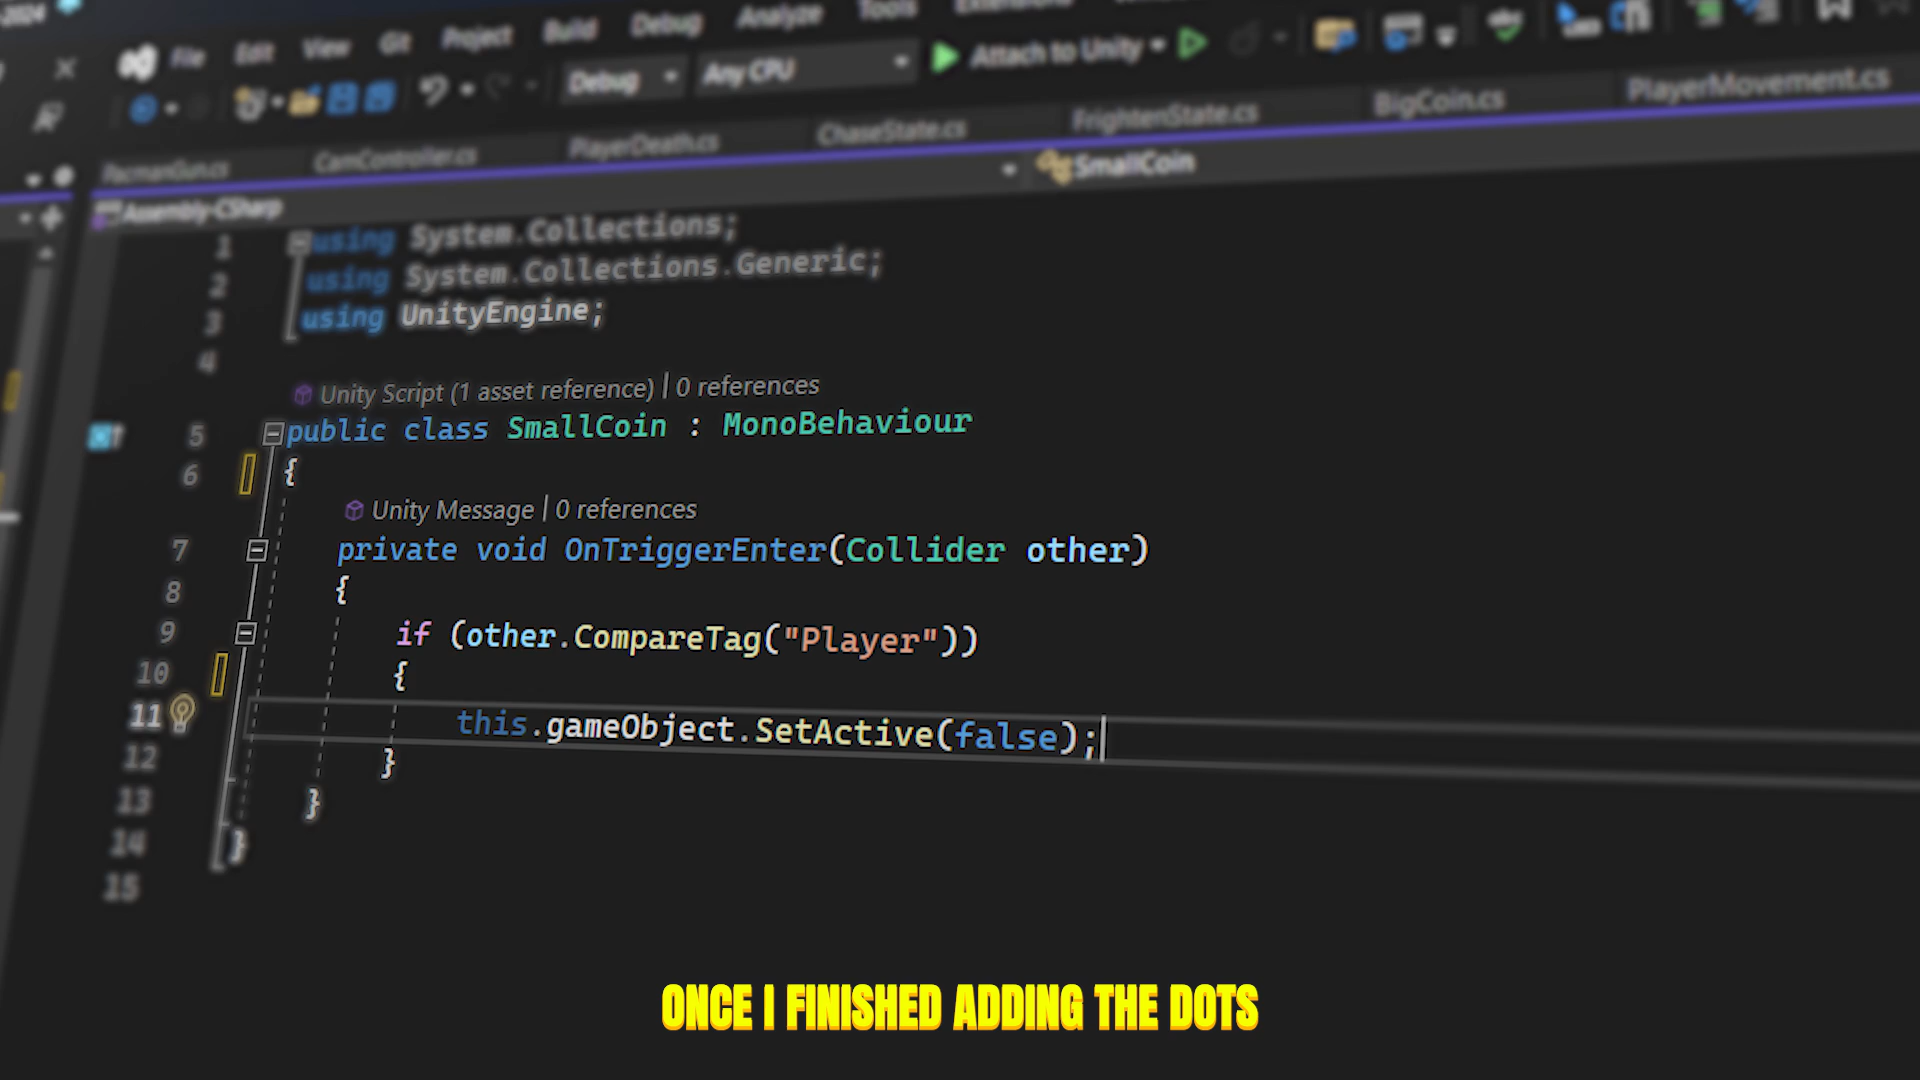 -2024
File Edit View Git Project Build Debug Analyze Tools Extensions
Debug Any CPU Attach to Unity
PacmanGun.cs CamController.cs PlayerDeath.cs ChaseState.cs FrightenState.cs BigCoin.cs PlayerMovement.cs
Assembly-CSharp SmallCoin
1 using System.Collections;
2 using System.Collections.Generic;
3 using UnityEngine;
4
Unity Script (1 asset reference) | 0 references
5 public class SmallCoin : MonoBehaviour
6 {
Unity Message | 0 references
7 private void OnTriggerEnter(Collider other)
8 {
9 if (other.CompareTag("Player"))
10 {
11 this.gameObject.SetActive(false);
12 }
13 }
14 }
15
ONCE I FINISHED ADDING THE DOTS